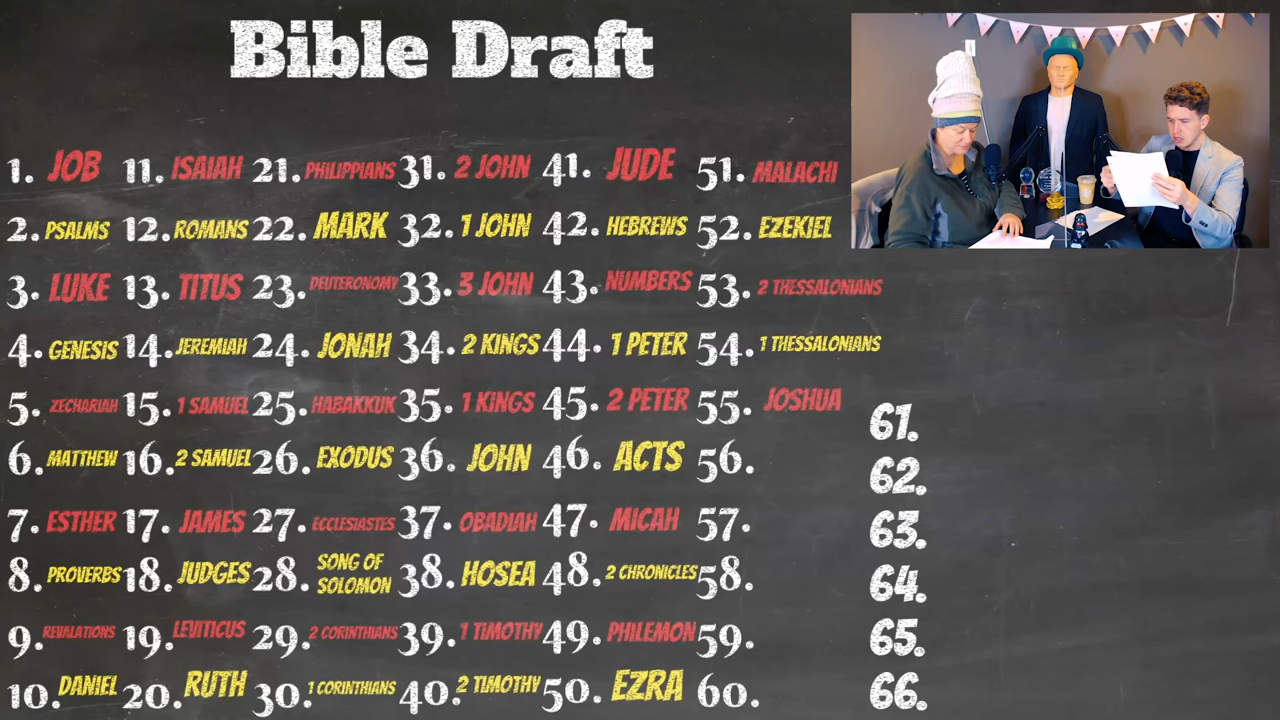 Bible Draft
1. JOB
2. PSALMS
3. LUKE
4. GENESIS
5. ZECHARIAH
6. MATTHEW
7. ESTHER
8. PROVERBS
9. REVALATIONS
10. DANIEL
11. ISAIAH
12. ROMANS
13. TITUS
14. JEREMIAH
15. 1 SAMUEL
16. 2 SAMUEL
17. JAMES
18. JUDGES
19. LEVITICUS
20. RUTH
21. PHILIPPIANS
22. MARK
23. DEUTERONOMY
24. JONAH
25. HABAKKUK
26. EXODUS
27. ECCLESIASTES
28. SONG OF
SOLOMON
29. 2 CORINTHIANS
30. 1 CORINTHIANS
31. 2 JOHN
32. 1 JOHN
33. 3 JOHN
34. 2 KINGS
35. 1 KINGS
36. JOHN
37. OBADIAH
38. HOSEA
39. 1 TIMOTHY
40. 2 TIMOTHY
41. JUDE
42. HEBREWS
43. NUMBERS
44. 1 PETER
45. 2 PETER
46. ACTS
47. MICAH
48. 2 CHRONICLES
49. PHILEMON
50. EZRA
51. MALACHI
52. EZEKIEL
53. 2 THESSALONIANS
54. 1 THESSALONIANS
55. JOSHUA
56.
57.
58.
59.
60.
61.
62.
63.
64.
65.
66.